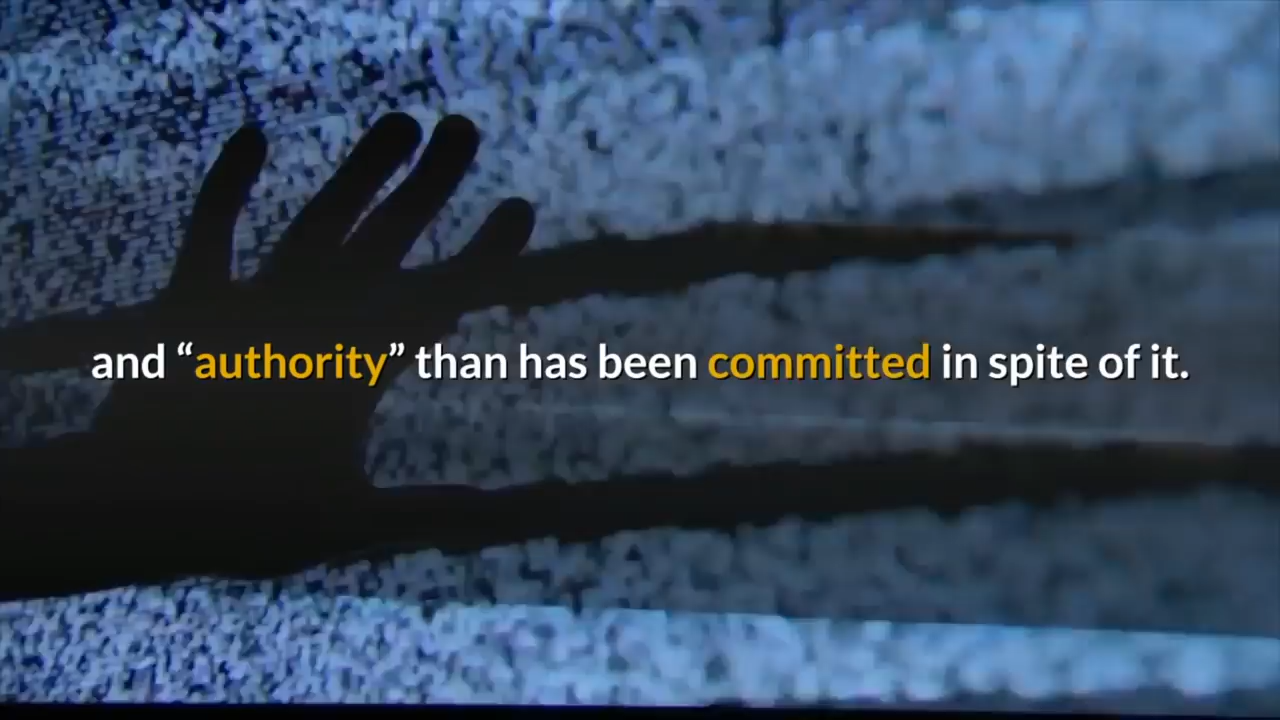 and “authority” than has been committed in spite of it.